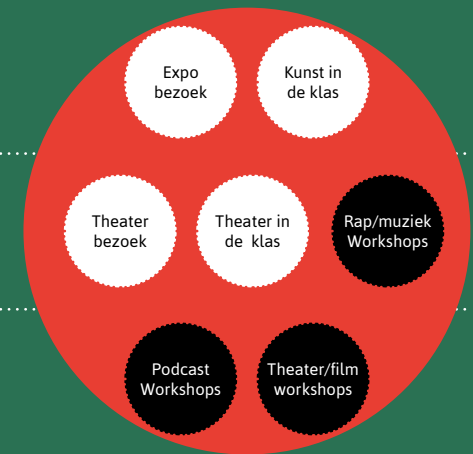 Expo
bezoek
Kunst in
de klas
Theater
bezoek
Theater in
de klas
Rap/muziek
Workshops
Podcast
Workshops
Theater/film
workshops